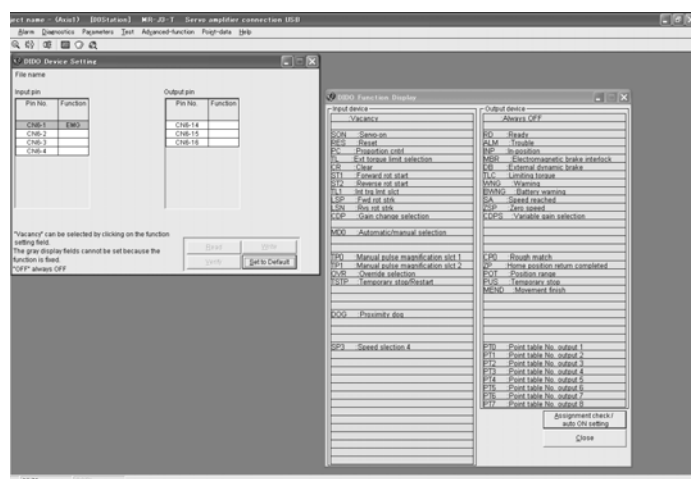 ect name - (Axis1) [DOStation] MR-J3-T Servo amplifier connection USB
Alarm Diagnostics Parameters Test Advanced-function Point-data Help
DIDO Device Setting
File name
Input pin
Output pin
Pin No. Function
Pin No. Function
CN6-1 EMG
CN6-2
CN6-3
CN6-4
CN6-14
CN6-15
CN6-16
"Vacancy" can be selected by clicking on the function
setting field.
The gray display fields cannot be set because the
function is fixed.
"OFF" always OFF
Read Write
Verify Set to Default
DIDO Function Display
Input device
:Vacancy
SON :Servo-on
RES :Reset
PC :Proportion cntrl
TL :Ext torque limit selection
CR :Clear
ST1 :Forward rot start
ST2 :Reverse rot start
TL1 :Int trq lmt slct
LSP :Fwd rot strk
LSN :Rvs rot strk
CDP :Gain change selection
MD0 :Automatic/manual selection
TP0 :Manual pulse magnification slct 1
TP1 :Manual pulse magnification slct 2
OVR :Override selection
TSTP :Temporary stop/Restart
DOG :Proximity dog
SP3 :Speed slection 4
Output device
:Always OFF
RD :Ready
ALM :Trouble
INP :In-position
MBR :Electromagnetic brake interlock
DB :External dynamic brake
TLC :Limiting torque
WNG :Warning
BWNG :Battery warning
SA :Speed reached
ZSP :Zero speed
CDPS :Variable gain selection
CPO :Rough match
ZP :Home position return completed
POT :Position range
PUS :Temporary stop
MEND :Movement finish
PT0 :Point table No. output 1
PT1 :Point table No. output 2
PT2 :Point table No. output 3
PT3 :Point table No. output 4
PT4 :Point table No. output 5
PT5 :Point table No. output 6
PT6 :Point table No. output 7
PT7 :Point table No. output 8
Assignment check/
auto ON setting
Close